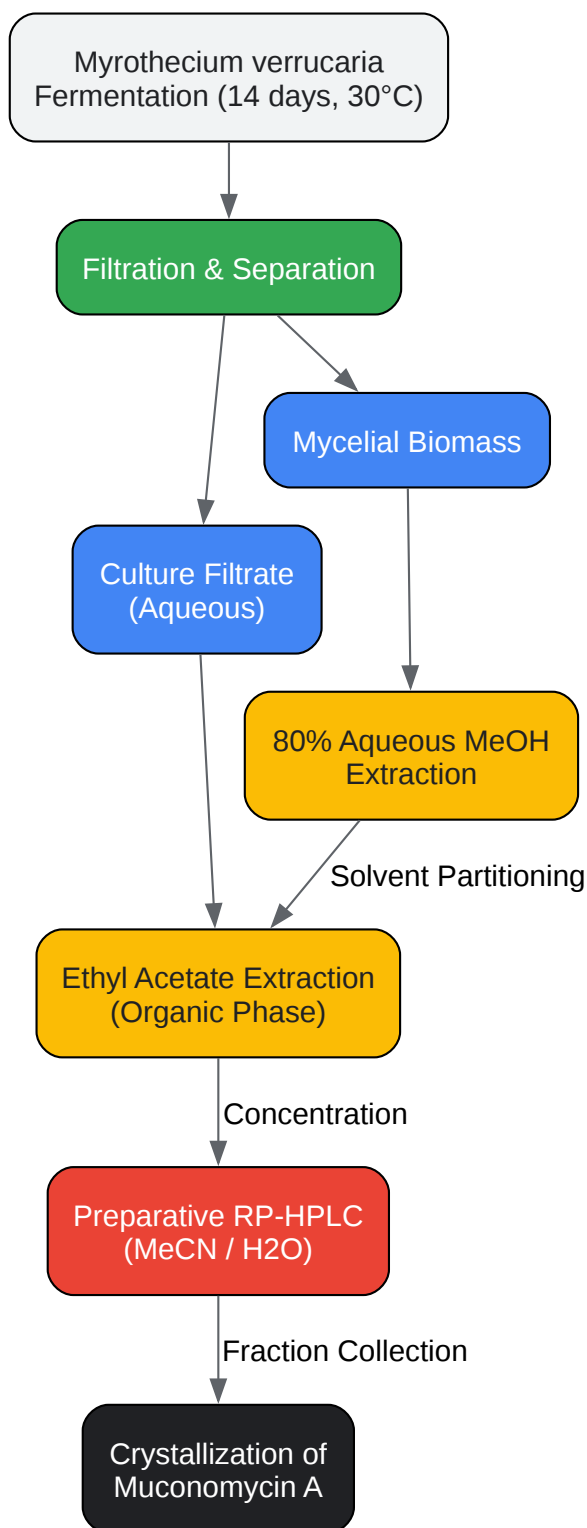 Myrothecium verrucaria
Fermentation (14 days, 30°C)
Filtration & Separation
Mycelial Biomass
Culture Filtrate
(Aqueous)
80% Aqueous MeOH
Extraction
Solvent Partitioning
Ethyl Acetate Extraction
(Organic Phase)
Concentration
Preparative RP-HPLC
(MeCN / H2O)
Fraction Collection
Crystallization of
Muconomycin A